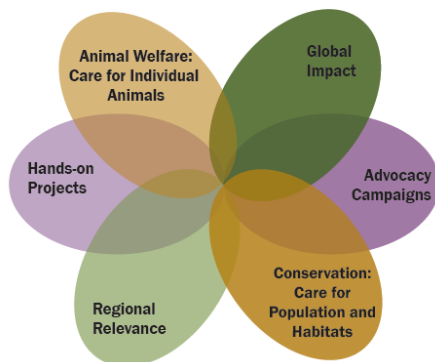 Animal Welfare:
Care for Individual
Animals
Global
Impact
Hands-on
Projects
Advocacy
Campaigns
Regional
Relevance
Conservation:
Care for
Population and
Habitats